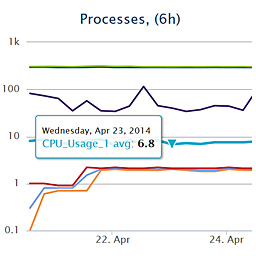 Processes, (6h)
1k
100
10
1
0.1
Wednesday, Apr 23, 2014
CPU_Usage_1 avg: 6.8
22. Apr
24. Apr